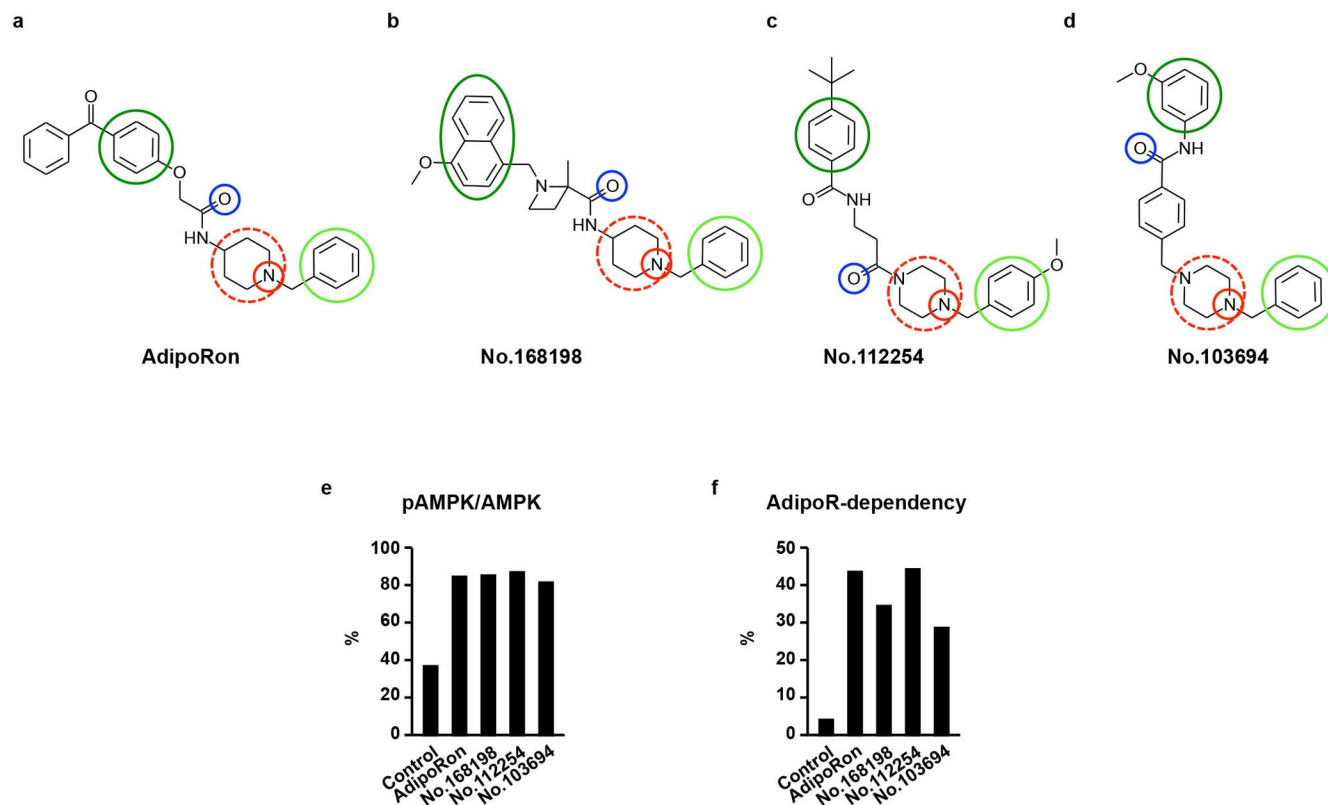 a
b
c
d
O
O
O
HN
N
AdipoRon
O
N
O
HN
N
No.168198
O
NH
O
N
N
O
No.112254
O
O
NH
N
N
No.103694
e
pAMPK/AMPK
%
100
80
60
40
20
0
Control
AdipoRon
No.168198
No.112254
No.103694
f
AdipoR-dependency
%
50
40
30
20
10
0
Control
AdipoRon
No.168198
No.112254
No.103694